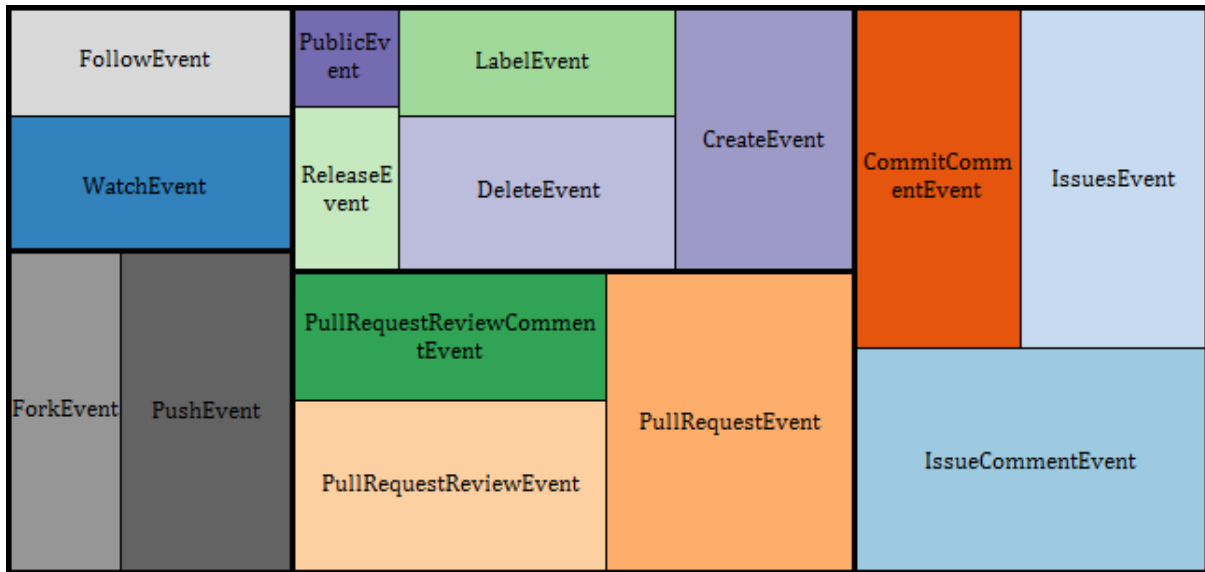 FollowEvent
WatchEvent
ForkEvent
PushEvent
PublicEv
ent
LabelEvent
ReleaseE
vent
DeleteEvent
CreateEvent
PullRequestReviewCommen
tEvent
PullRequestReviewEvent
PullRequestEvent
CommitComm
entEvent
IssuesEvent
IssueCommentEvent